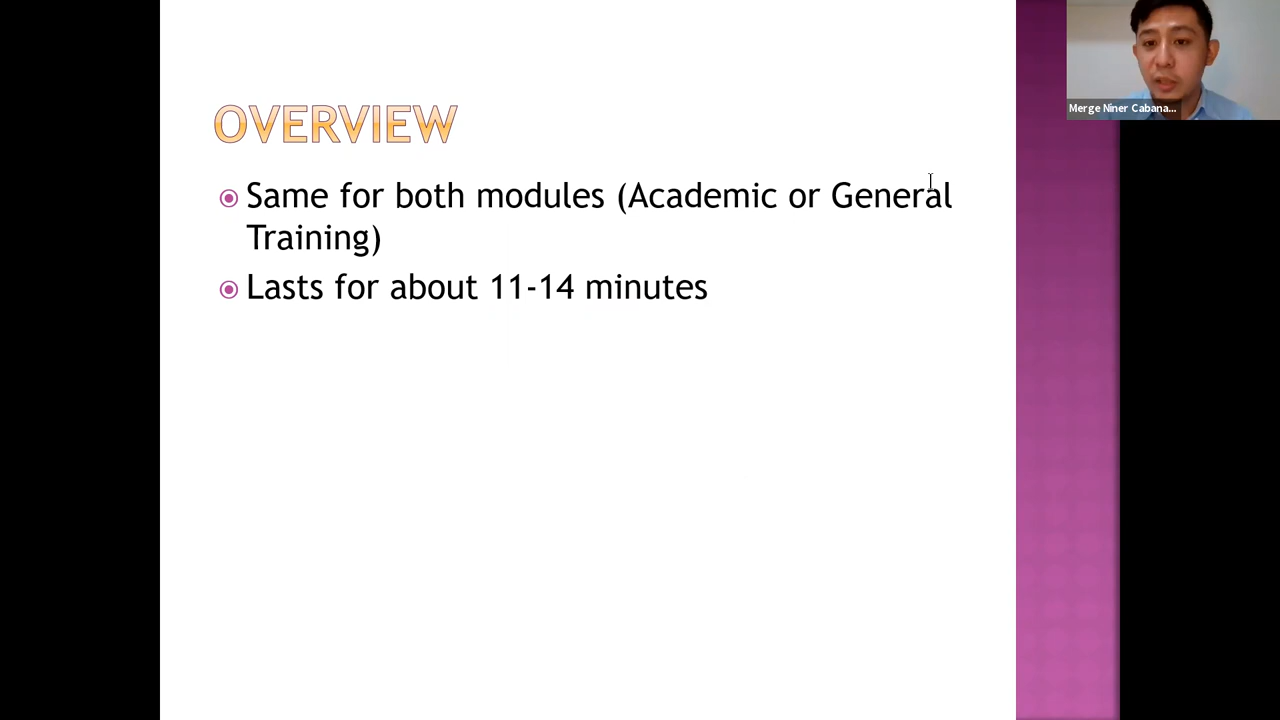 Merge Niner Cabana...
OVERVIEW
Same for both modules (Academic or General
Training)
Lasts for about 11-14 minutes